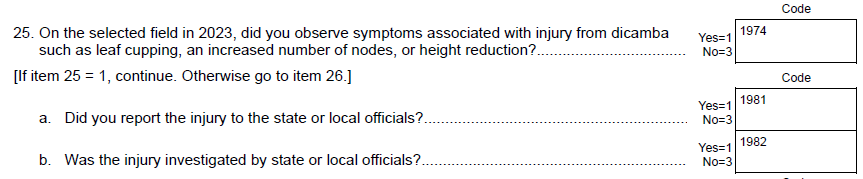 Code
25. On the selected field in 2023, did you observe symptoms associated with injury from dicamba Yes=1 1974
such as leaf cupping, an increased number of nodes, or height reduction?.................................. No=3
[If item 25 = 1, continue. Otherwise go to item 26.] Code
Yes=1 1981
a. Did you report the injury to the state or local officials?................................................................ No=3
Yes=1 1982
b. Was the injury investigated by state or local officials?................................................................ No=3